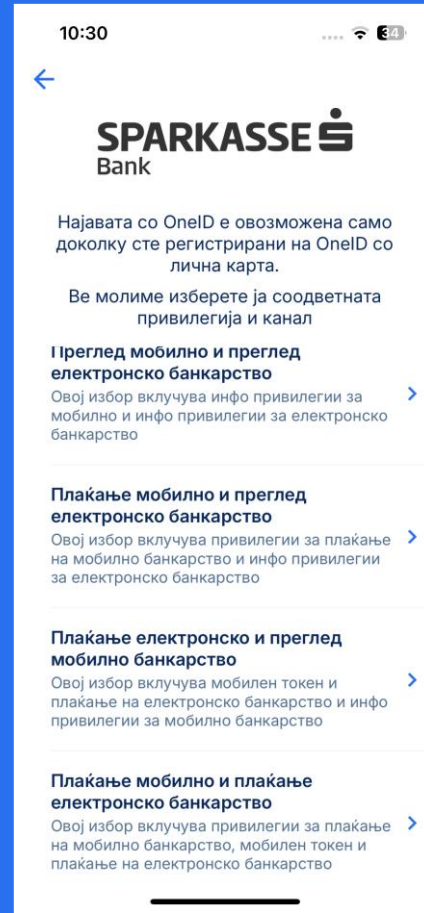 10:30
34
SPARKASSE
Bank
Најавата со OneID е овозможена само
доколку сте регистрирани на OneID со
лична карта.
Ве молиме изберете ја соодветната
привилегија и канал
Преглед мобилно и преглед
електронско банкарство
Овој избор вклучува инфо привилегии за
мобилно и инфо привилегии за електронско
банкарство
Плаќање мобилно и преглед
електронско банкарство
Овој избор вклучува привилегии за плаќање
на мобилно банкарство и инфо привилегии
за електронско банкарство
Плаќање електронско и преглед
мобилно банкарство
Овој избор вклучува мобилен токен и
плаќање на електронско банкарство и инфо
привилегии за мобилно банкарство
Плаќање мобилно и плаќање
електронско банкарство
Овој избор вклучува привилегии за плаќање
на мобилно банкарство, мобилен токен и
плаќање на електронско банкарство